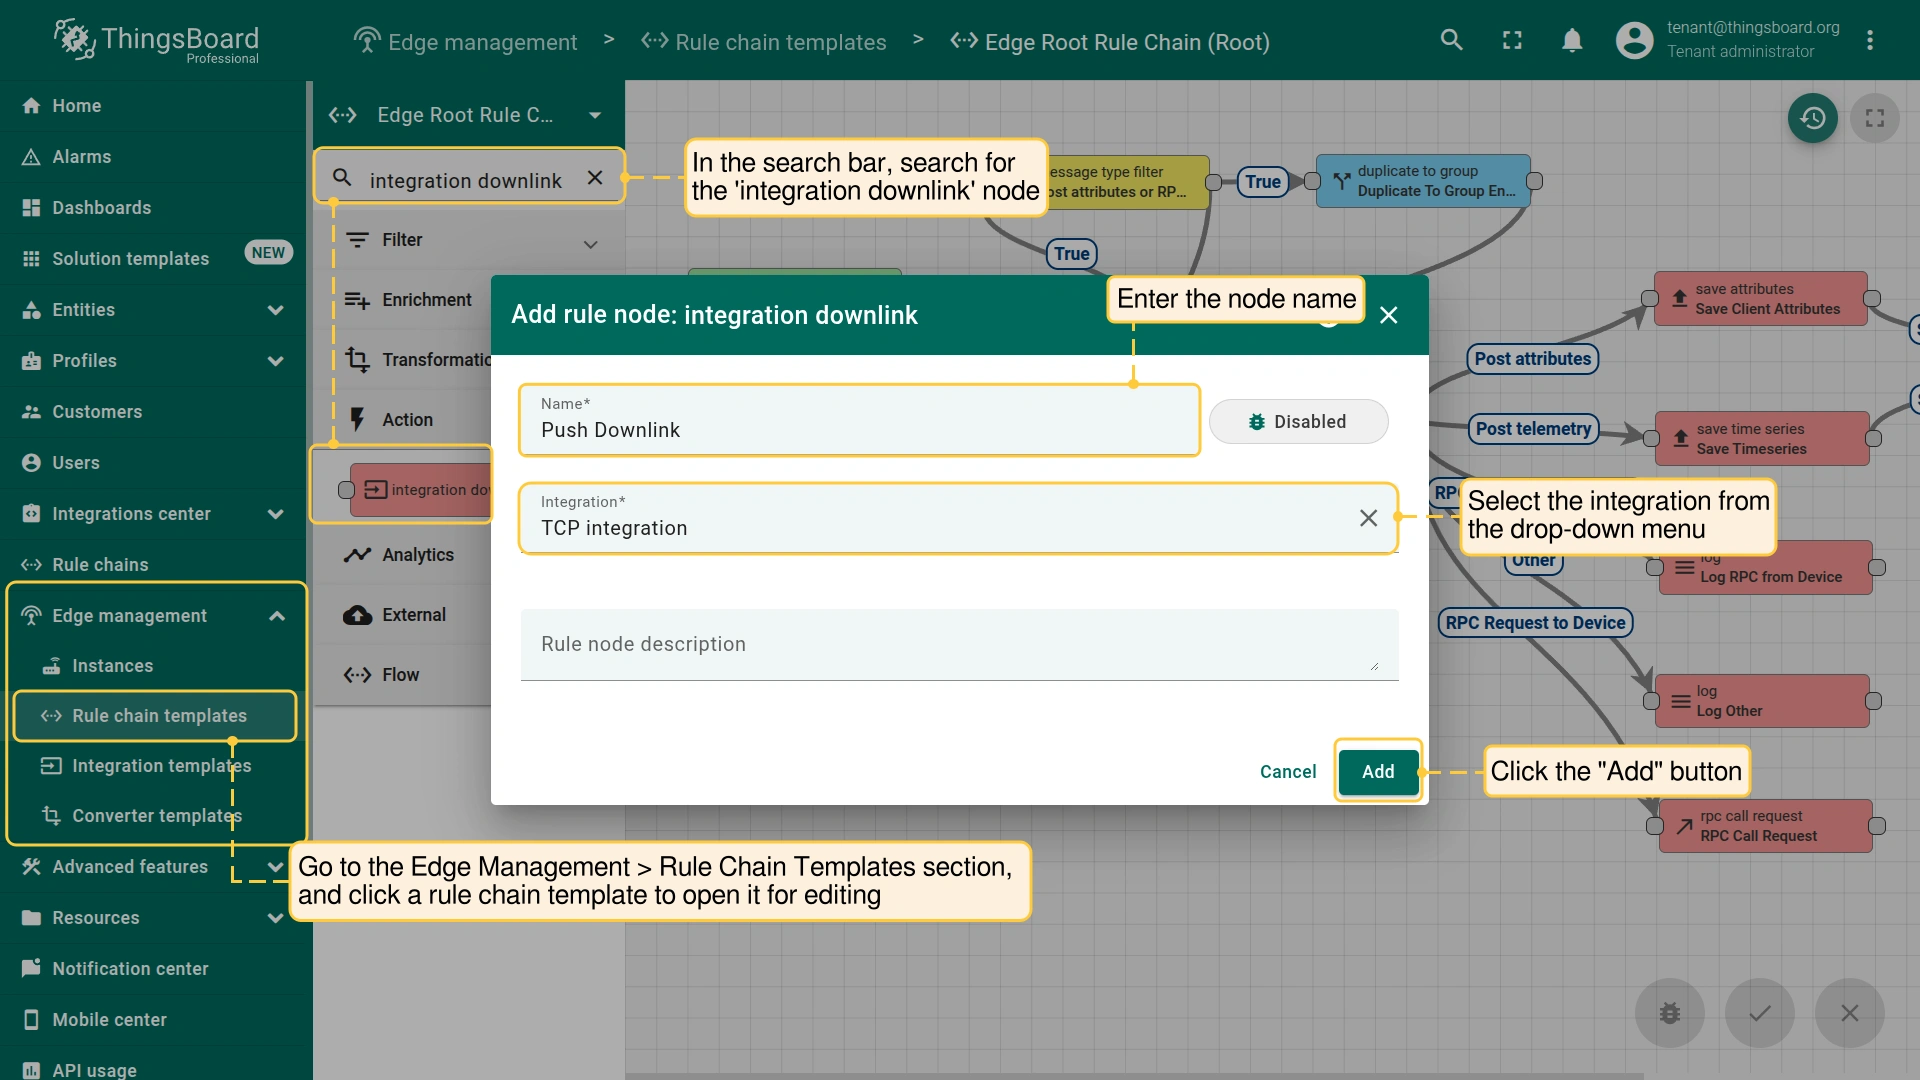 ThingsBoard
Professional
Edge management > Rule chain templates > Edge Root Rule Chain (Root)
tenant@thingsboard.org
Tenant administrator
Home
Alarms
Dashboards
Solution templates NEW
Entities
Profiles
Customers
Users
Integrations center
Rule chains
Edge management
Instances
Rule chain templates
Integration templates
Converter templates
Advanced features
Resources
Notification center
Mobile center
API usage
Edge Root Rule C...
integration downlink
Filter
Enrichment
Transformatio
Action
integration do
Analytics
External
Flow
In the search bar, search for
the 'integration downlink' node
essage type filter
ost attributes or RP...
True
duplicate to group
Duplicate To Group En...
True
Add rule node: integration downlink
Enter the node name
Name*
Push Downlink
Disabled
Integration*
TCP integration
Rule node description
Cancel
Add
save attributes
Save Client Attributes
Post attributes
Post telemetry
save time series
Save Timeseries
Select the integration from
the drop-down menu
RP
Other
log
Log RPC from Device
RPC Request to Device
log
Log Other
Click the "Add" button
rpc call request
RPC Call Request
Go to the Edge Management > Rule Chain Templates section,
and click a rule chain template to open it for editing